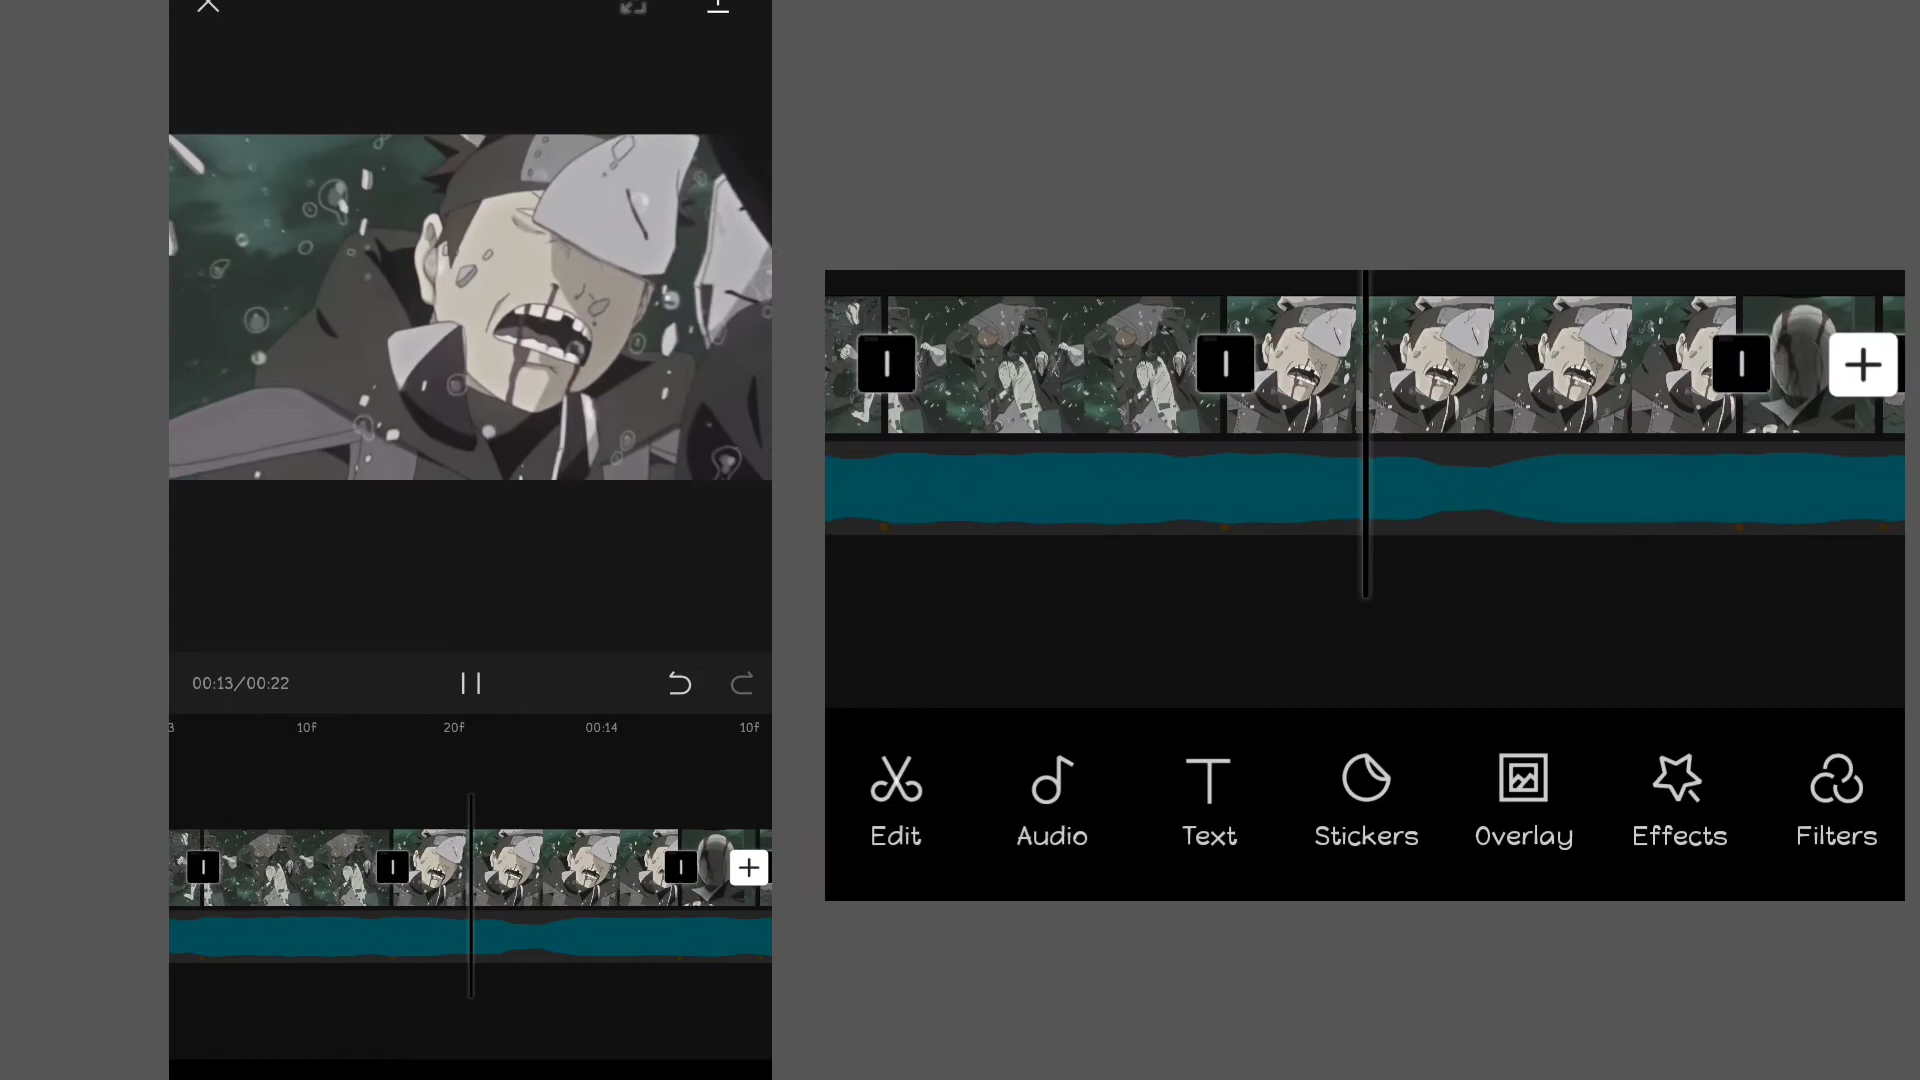 00:13/00:22
3 10f 20f 00:14 10f
Edit Audio Text Stickers Overlay Effects Filters